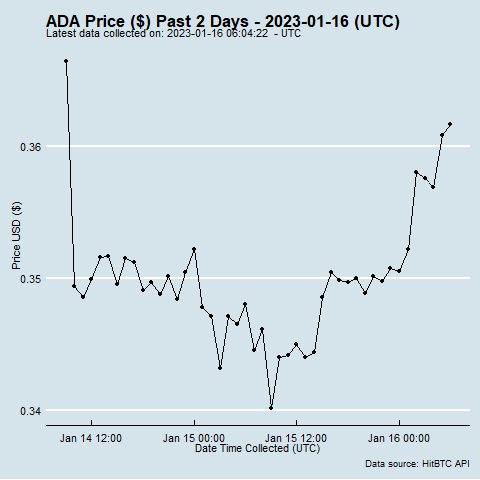 ADA Price ($) Past 2 Days - 2023-01-16 (UTC)
Latest data collected on: 2023-01-16 06:04:22  - UTC
0.36
0.35
0.34
Price USD ($)
Jan 14 12:00
Jan 15 00:00
Jan 15 12:00
Jan 16 00:00
Date Time Collected (UTC)
Data source: HitBTC API